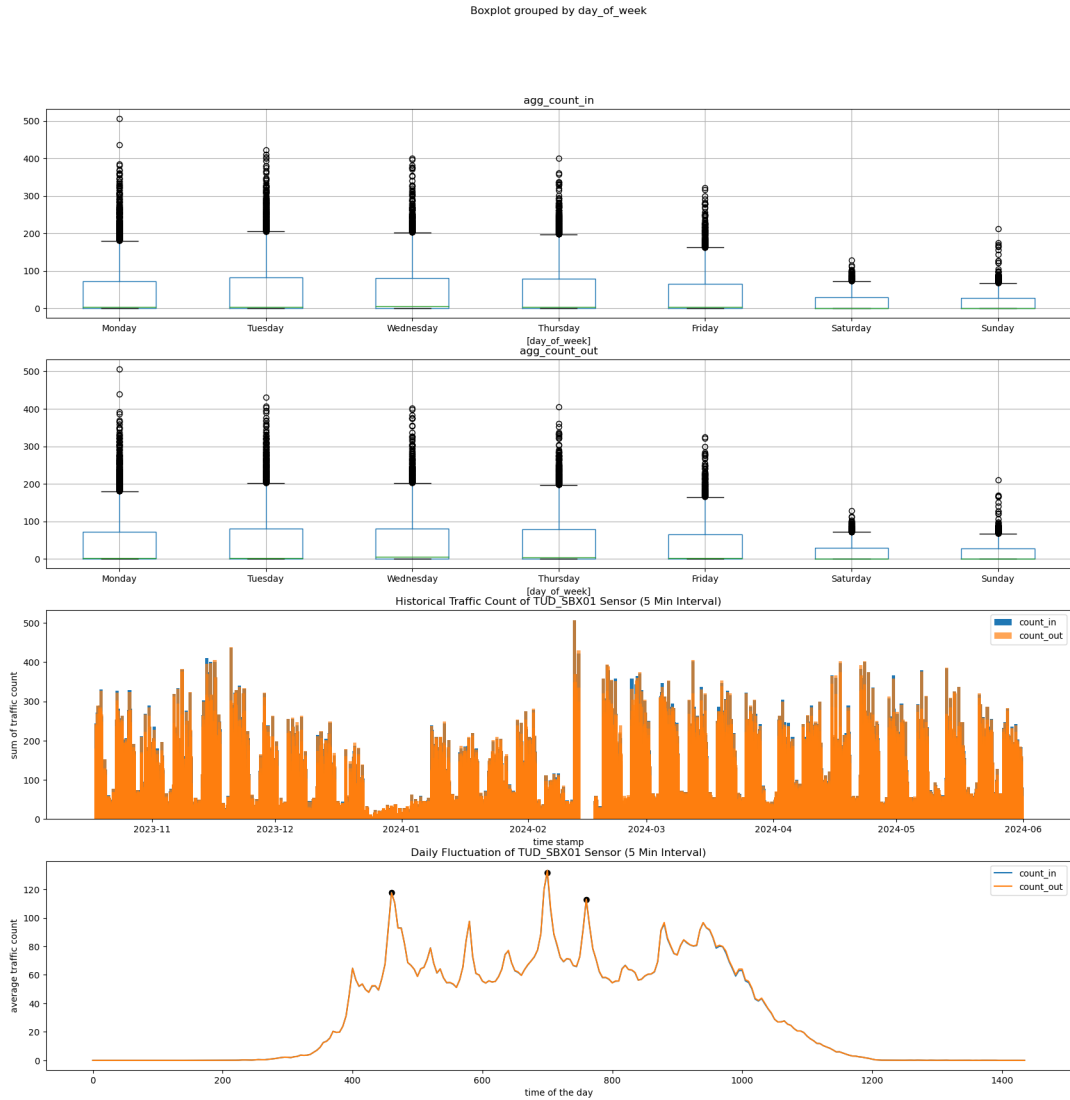 Boxplot grouped by day_of_week
agg_count_in
500
400
300
200
100
0
Monday Tuesday Wednesday Thursday Friday Saturday Sunday
[day_of_week]
agg_count_out
500
400
300
200
100
0
Monday Tuesday Wednesday Thursday Friday Saturday Sunday
[day_of_week]
Historical Traffic Count of TUD_SBX01 Sensor (5 Min Interval)
count_in
count_out
sum of traffic count
500
400
300
200
100
0
2023-11 2023-12 2024-01 2024-02 2024-03 2024-04 2024-05 2024-06
time stamp
Daily Fluctuation of TUD_SBX01 Sensor (5 Min Interval)
count_in
count_out
average traffic count
120
100
80
60
40
20
0
0 200 400 600 800 1000 1200 1400
time of the day